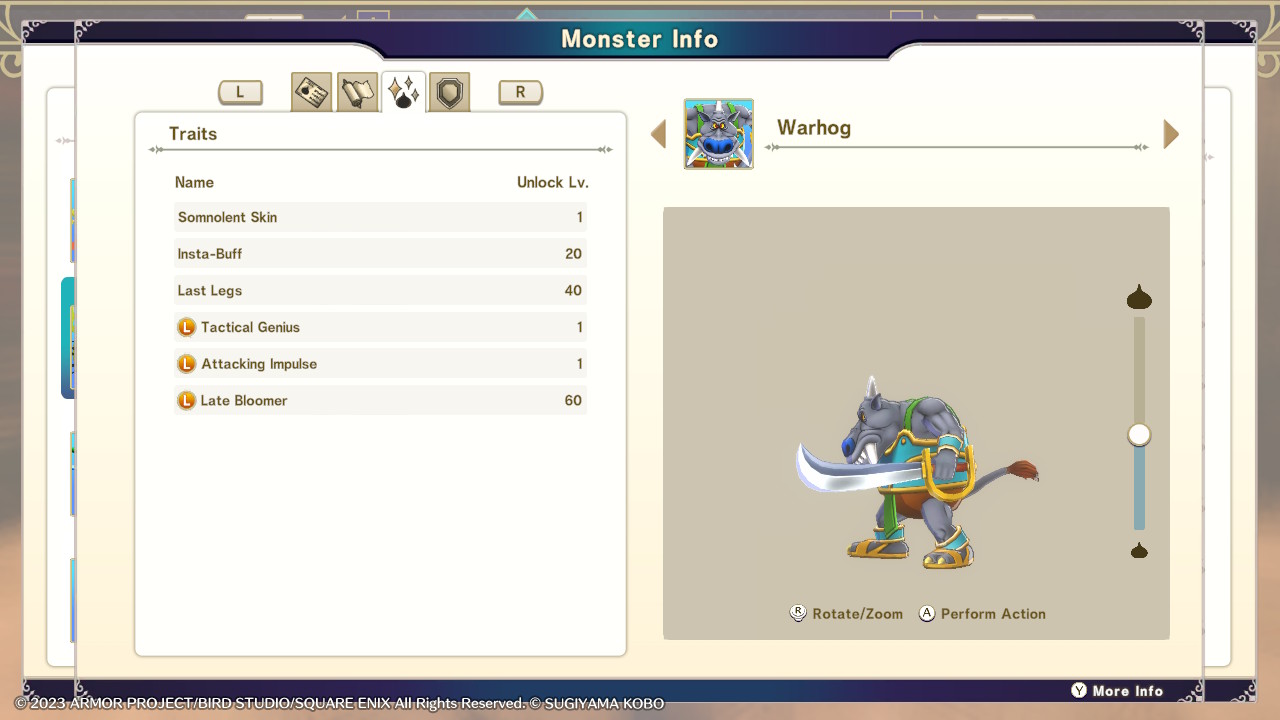 Monster Info
L
R
Traits
Name Unlock Lv.
Somnolent Skin 1
Insta-Buff 20
Last Legs 40
L Tactical Genius 1
L Attacking Impulse 1
L Late Bloomer 60
Warhog
R Rotate/Zoom A Perform Action
Y More Info
© 2023 ARMOR PROJECT/BIRD STUDIO/SQUARE ENIX All Rights Reserved. © SUGIYAMA KOBO